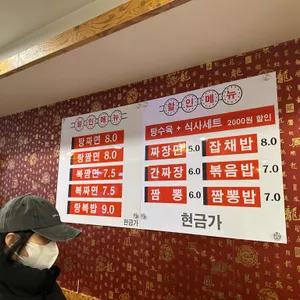 할인메뉴
탕짜면 8.0
탕짬면 8.0
복짬면 7.5
복짜면 7.5
탕복밥 9.0
현금가
할인메뉴
탕수육 + 식사세트 2000원 할인
짜장면 5.0 잡채밥 8.0
간짜장 6.0 볶음밥 7.0
짬뽕 6.0 짬뽕밥 7.0
현금가